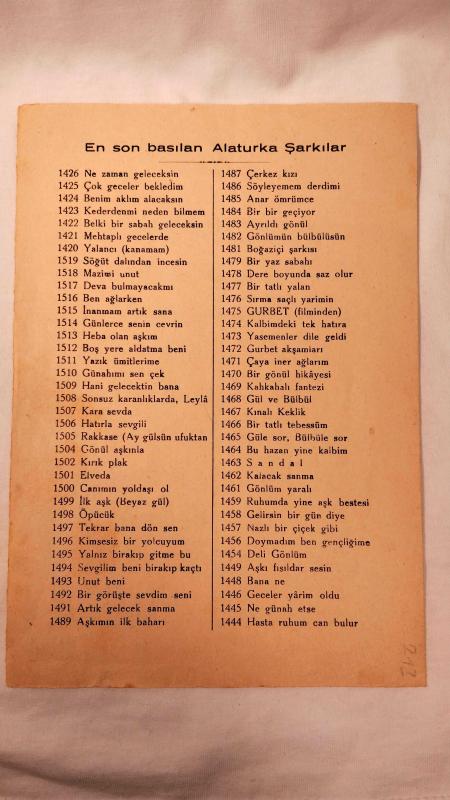 En son basılan Alaturka Şarkılar
1426 Ne zaman geleceksin
1425 Çok geceler bekledim
1424 Benim aklım alacaksın
1423 Kederdenmi neden bilmem
1422 Belki bir sabah geleceksin
1421 Mehtaplı gecelerde
1420 Yalancı (kanamam)
1519 Söğüt dalından incesin
1518 Mazimi unut
1517 Deva bulmayacakmı
1516 Ben ağlarken
1515 İnanmam artık sana
1514 Günlerce senin cevrin
1513 Heba olan aşkım
1512 Boş yere aldatma beni
1511 Yazık ümitlerime
1510 Günahımı sen çek
1509 Hani gelecektin bana
1508 Sonsuz karanlıklarda, Leylâ
1507 Kara sevda
1506 Hatırla sevgili
1505 Rakkase (Ay gülsün ufuktan
1504 Gönül aşkınla
1502 Kırık plak
1501 Elveda
1500 Canımın yoldaşı ol
1499 İlk aşk (Beyaz gül)
1498 Öpücük
1497 Tekrar bana dön sen
1496 Kimsesiz bir yolcuyum
1495 Yalnız bırakıp gitme bu
1494 Sevgilim beni bırakıp kaçtı
1493 Unut beni
1492 Bir görüşte sevdim seni
1491 Artık gelecek sanma
1489 Aşkımın ilk baharı
1487 Çerkez kızı
1486 Söyleyemem derdimi
1485 Anar ömrümce
1484 Bir bir geçiyor
1483 Ayrıldı gönül
1482 Gönlümün bülbülüsün
1481 Boğaziçi şarkısı
1479 Bir yaz sabahı
1478 Dere boyunda saz olur
1477 Bir tatlı yalan
1476 Sırma saçlı yarimin
1475 GURBET (filminden)
1474 Kalbimdeki tek hatıra
1473 Yasemenler dile geldi
1472 Gurbet akşamları
1471 Çaya iner ağlarım
1470 Bir gönül hikâyesi
1469 Kahkahalı fantezi
1468 Gül ve Bülbül
1467 Kınalı Keklik
1466 Bir tatlı tebessüm
1465 Güle sor, Bülbüle sor
1464 Bu hazan yine kalbim
1463 S a n d a l
1462 Kalacak sanma
1461 Gönlüm yaralı
1459 Ruhumda yine aşk bestesi
1458 Gelirsin bir gün diye
1457 Nazlı bir çiçek gibi
1456 Doymadım ben gençliğime
1454 Deli Gönlüm
1449 Aşkı fısıldar sesin
1448 Bana ne
1446 Geceler yârim oldu
1445 Ne günah etse
1444 Hasta ruhum can bulur
212